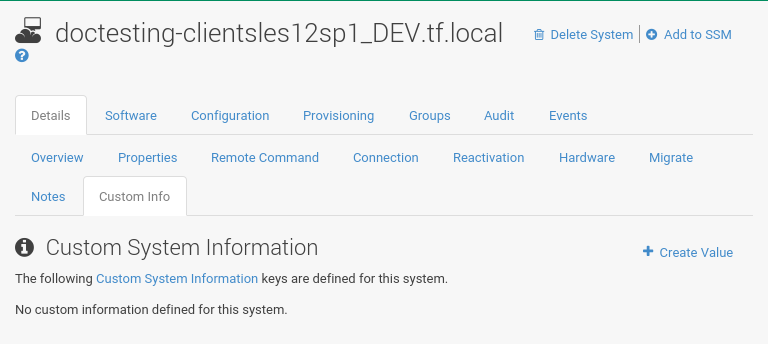 doctesting-clientsles12sp1_DEV.tf.local Delete System Add to SSM
?
Details Software Configuration Provisioning Groups Audit Events
Overview Properties Remote Command Connection Reactivation Hardware Migrate
Notes Custom Info
Custom System Information Create Value
The following Custom System Information keys are defined for this system.
No custom information defined for this system.